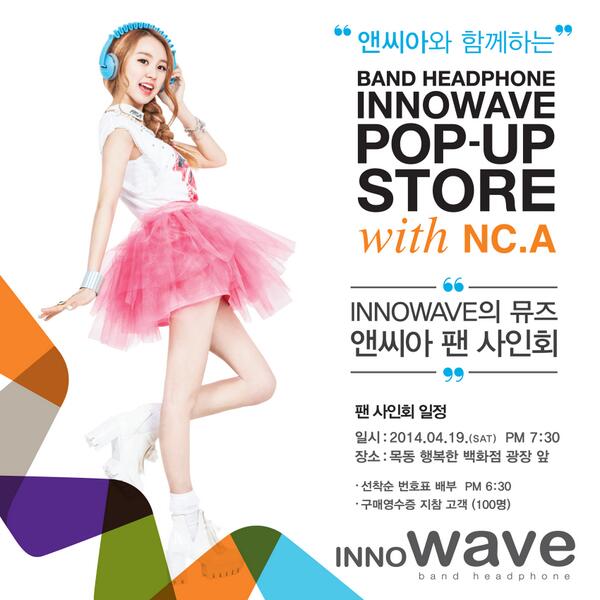 “앤씨아와 함께하는”
BAND HEADPHONE
INNOWAVE
POP-UP
STORE
with NC.A
“
INNOWAVE의 뮤즈
앤씨아 팬 사인회
”
팬 사인회 일정
일시 : 2014.04.19.(SAT) PM 7:30
장소 : 목동 행복한 백화점 광장 앞
· 선착순 번호표 배부 PM 6:30
· 구매영수증 지참 고객 (100명)
INNOwave
band headphone